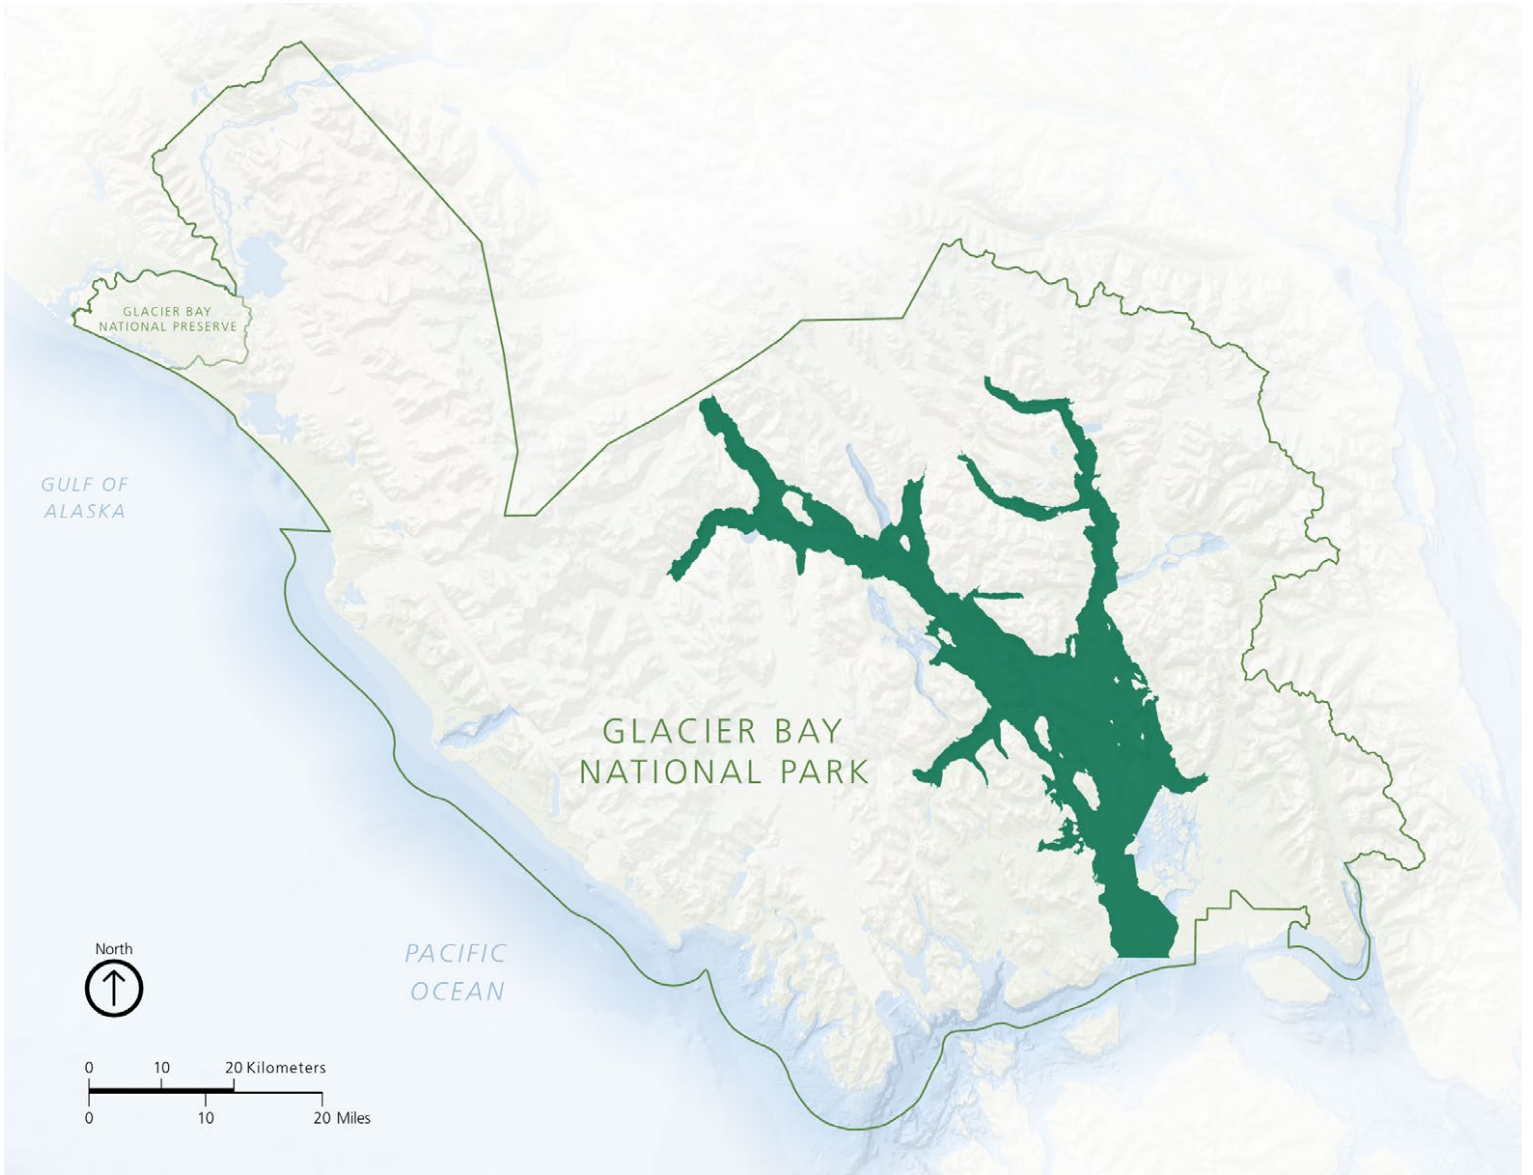 GLACIER BAY
NATIONAL PRESERVE
GULF OF
ALASKA
GLACIER BAY
NATIONAL PARK
PACIFIC
OCEAN
North
0 10 20 Kilometers
0 10 20 Miles